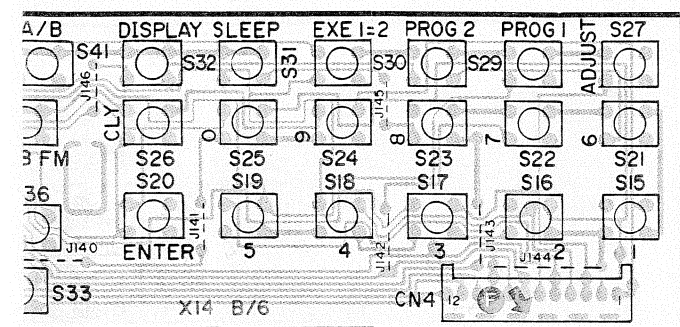 A/B DISPLAY SLEEP EXE 1=2 PROG 2 PROG 1 S27
S41 S32 S31 S30 S29 ADJUST
J146 J145
CLY 0 9 8 7 6
B FM S26 S25 S24 S23 S22 S21
36 S20 S19 S18 S17 S16 S15
J140 J141 J142 J143 J144
ENTER 5 4 3 2 1
S33 CN4 12 1
X14 B/6